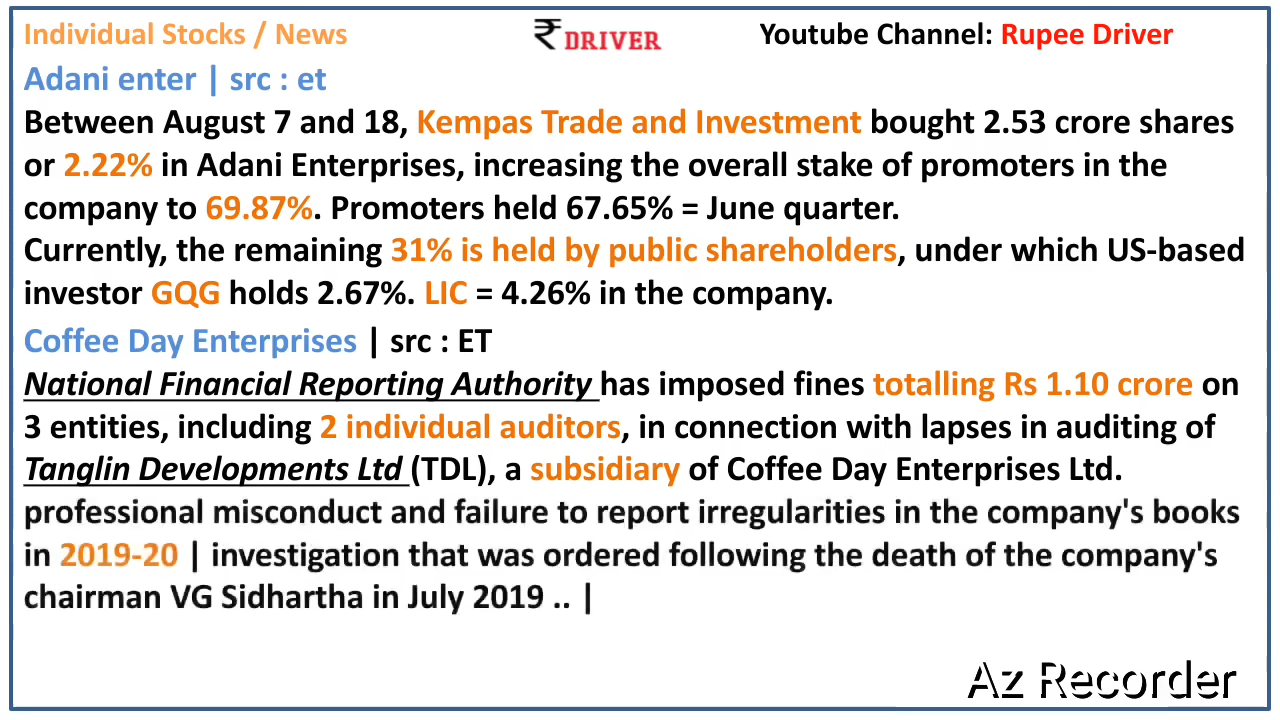 Individual Stocks / News
₹ DRIVER
Youtube Channel: Rupee Driver
Adani enter | src : et
Between August 7 and 18, Kempas Trade and Investment bought 2.53 crore shares
or 2.22% in Adani Enterprises, increasing the overall stake of promoters in the
company to 69.87%. Promoters held 67.65% = June quarter.
Currently, the remaining 31% is held by public shareholders, under which US-based
investor GQG holds 2.67%. LIC = 4.26% in the company.
Coffee Day Enterprises | src : ET
National Financial Reporting Authority has imposed fines totalling Rs 1.10 crore on
3 entities, including 2 individual auditors, in connection with lapses in auditing of
Tanglin Developments Ltd (TDL), a subsidiary of Coffee Day Enterprises Ltd.
professional misconduct and failure to report irregularities in the company's books
in 2019-20 | investigation that was ordered following the death of the company's
chairman VG Sidhartha in July 2019 .. |
Az Recorder